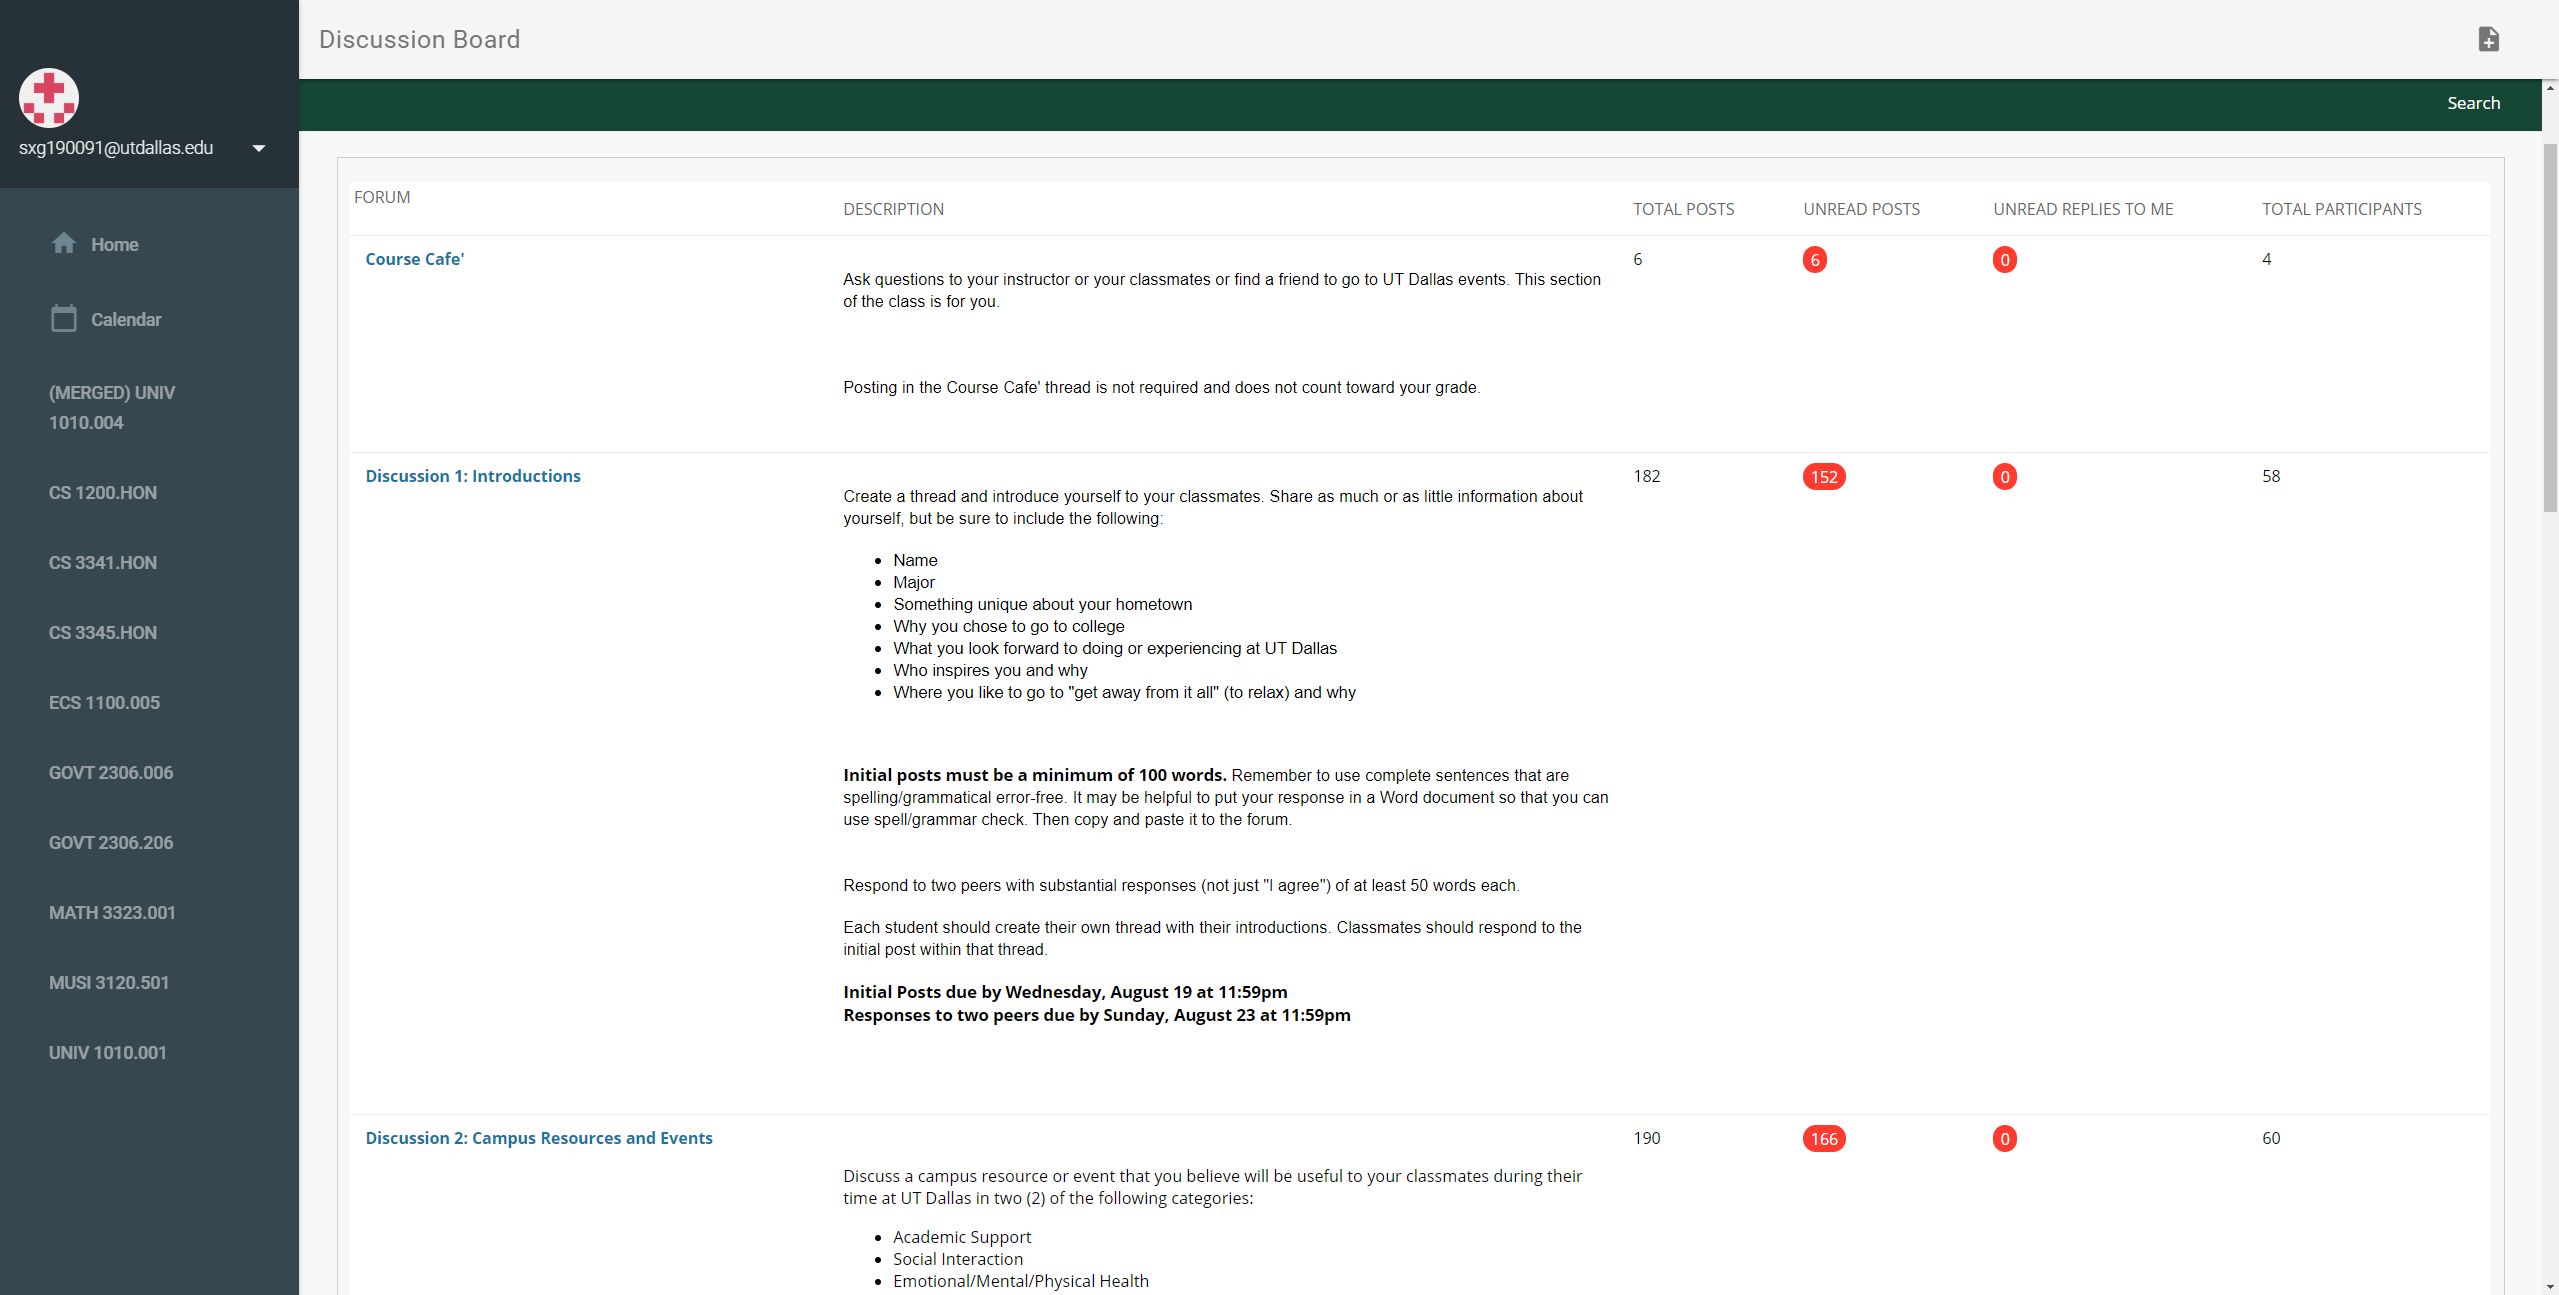 Discussion Board
sxg190091@utdallas.edu
Home
Calendar
(MERGED) UNIV
1010.004
CS 1200.HON
CS 3341.HON
CS 3345.HON
ECS 1100.005
GOVT 2306.006
GOVT 2306.206
MATH 3323.001
MUSI 3120.501
UNIV 1010.001
Search
FORUM DESCRIPTION TOTAL POSTS UNREAD POSTS UNREAD REPLIES TO ME TOTAL PARTICIPANTS
Course Cafe' 6 6 0 4
Ask questions to your instructor or your classmates or find a friend to go to UT Dallas events. This section
of the class is for you.
Posting in the Course Cafe' thread is not required and does not count toward your grade.
Discussion 1: Introductions 182 152 0 58
Create a thread and introduce yourself to your classmates. Share as much or as little information about
yourself, but be sure to include the following:
• Name
• Major
• Something unique about your hometown
• Why you chose to go to college
• What you look forward to doing or experiencing at UT Dallas
• Who inspires you and why
• Where you like to go to "get away from it all" (to relax) and why
Initial posts must be a minimum of 100 words. Remember to use complete sentences that are
spelling/grammatical error-free. It may be helpful to put your response in a Word document so that you can
use spell/grammar check. Then copy and paste it to the forum.
Respond to two peers with substantial responses (not just "I agree") of at least 50 words each.
Each student should create their own thread with their introductions. Classmates should respond to the
initial post within that thread.
Initial Posts due by Wednesday, August 19 at 11:59pm
Responses to two peers due by Sunday, August 23 at 11:59pm
Discussion 2: Campus Resources and Events 190 166 0 60
Discuss a campus resource or event that you believe will be useful to your classmates during their
time at UT Dallas in two (2) of the following categories:
• Academic Support
• Social Interaction
• Emotional/Mental/Physical Health